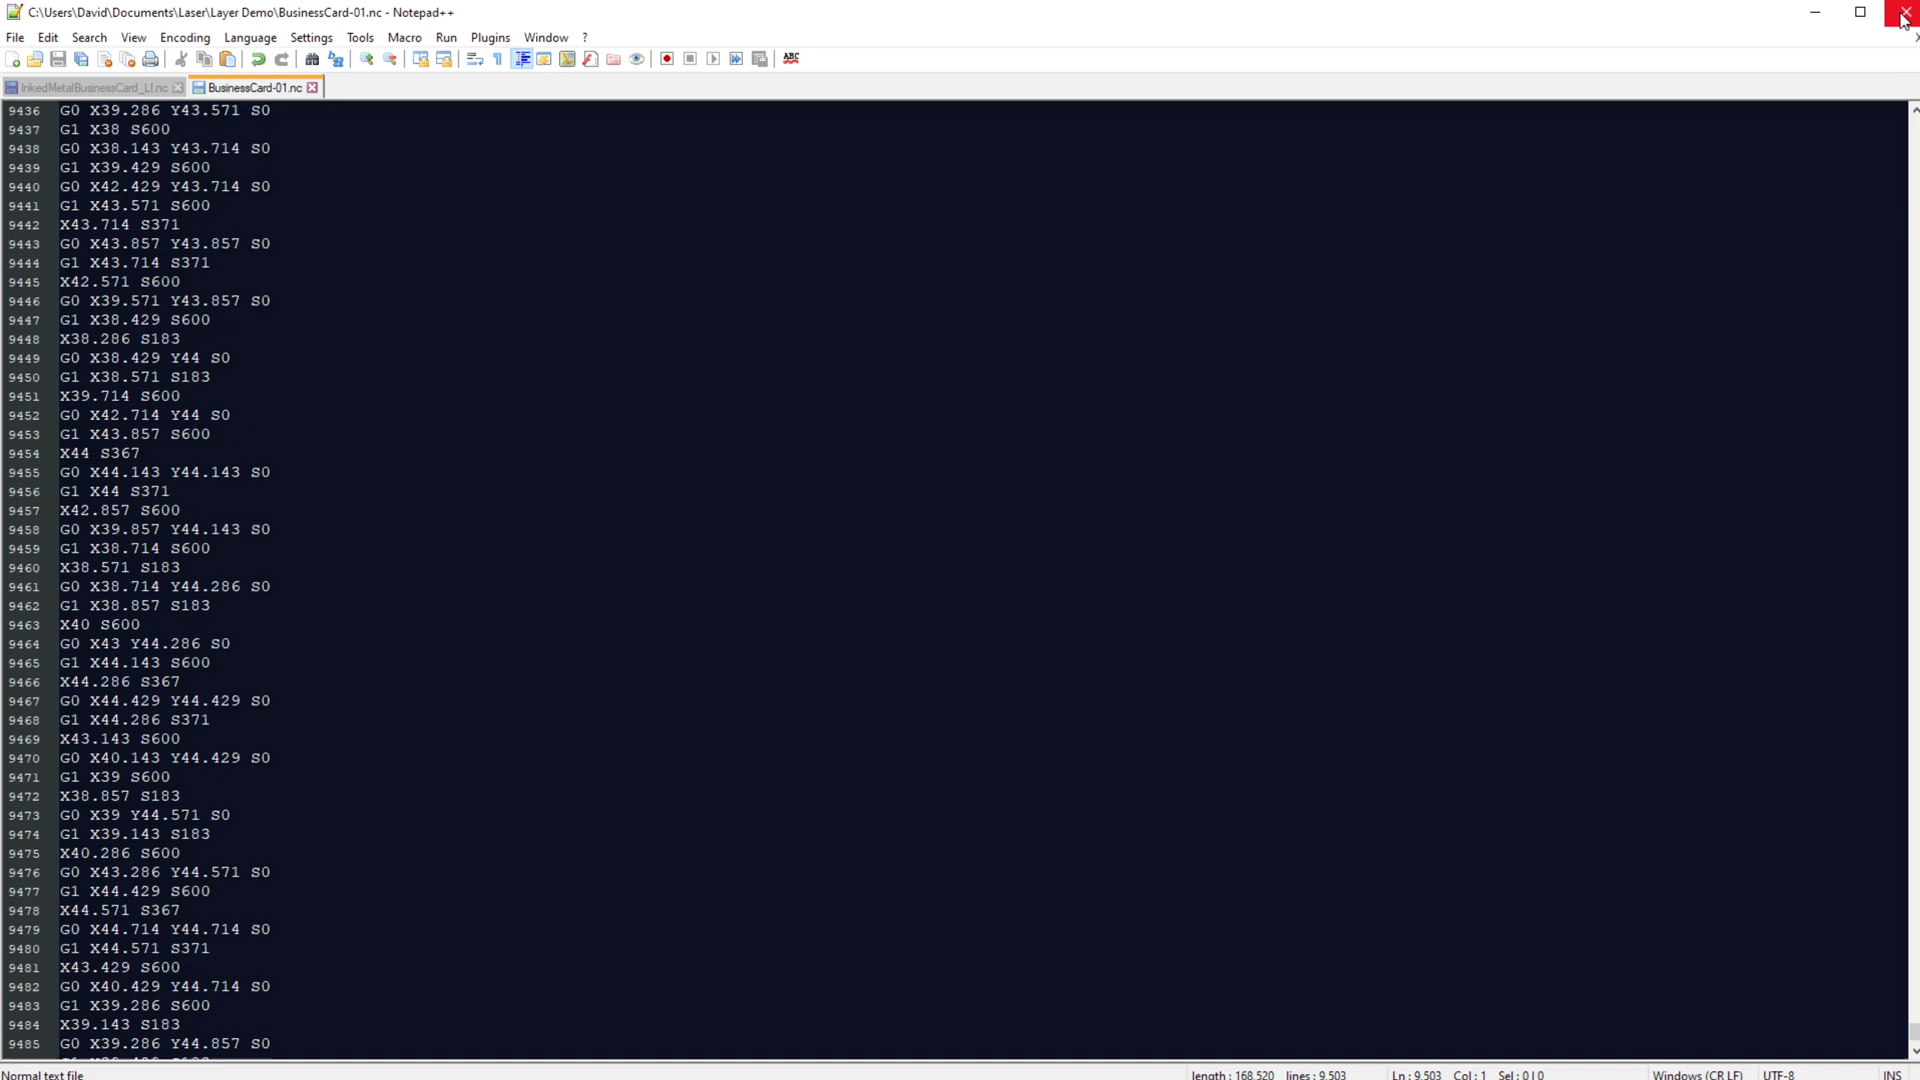 C:\Users\David\Documents\Laser\Layer Demo\BusinessCard-01.nc - Notepad++
File Edit Search View Encoding Language Settings Tools Macro Run Plugins Window ?
InkedMetalBusinessCard_LI.nc BusinessCard-01.nc
9436 G0 X39.286 Y43.571 S0
9437 G1 X38 S600
9438 G0 X38.143 Y43.714 S0
9439 G1 X39.429 S600
9440 G0 X42.429 Y43.714 S0
9441 G1 X43.571 S600
9442 X43.714 S371
9443 G0 X43.857 Y43.857 S0
9444 G1 X43.714 S371
9445 X42.571 S600
9446 G0 X39.571 Y43.857 S0
9447 G1 X38.429 S600
9448 X38.286 S183
9449 G0 X38.429 Y44 S0
9450 G1 X38.571 S183
9451 X39.714 S600
9452 G0 X42.714 Y44 S0
9453 G1 X43.857 S600
9454 X44 S367
9455 G0 X44.143 Y44.143 S0
9456 G1 X44 S371
9457 X42.857 S600
9458 G0 X39.857 Y44.143 S0
9459 G1 X38.714 S600
9460 X38.571 S183
9461 G0 X38.714 Y44.286 S0
9462 G1 X38.857 S183
9463 X40 S600
9464 G0 X43 Y44.286 S0
9465 G1 X44.143 S600
9466 X44.286 S367
9467 G0 X44.429 Y44.429 S0
9468 G1 X44.286 S371
9469 X43.143 S600
9470 G0 X40.143 Y44.429 S0
9471 G1 X39 S600
9472 X38.857 S183
9473 G0 X39 Y44.571 S0
9474 G1 X39.143 S183
9475 X40.286 S600
9476 G0 X43.286 Y44.571 S0
9477 G1 X44.429 S600
9478 X44.571 S367
9479 G0 X44.714 Y44.714 S0
9480 G1 X44.571 S371
9481 X43.429 S600
9482 G0 X40.429 Y44.714 S0
9483 G1 X39.286 S600
9484 X39.143 S183
9485 G0 X39.286 Y44.857 S0
Normal text file length : 168,520 lines : 9,503 Ln : 9,503 Col : 1 Sel : 0 | 0 Windows (CR LF) UTF-8 INS